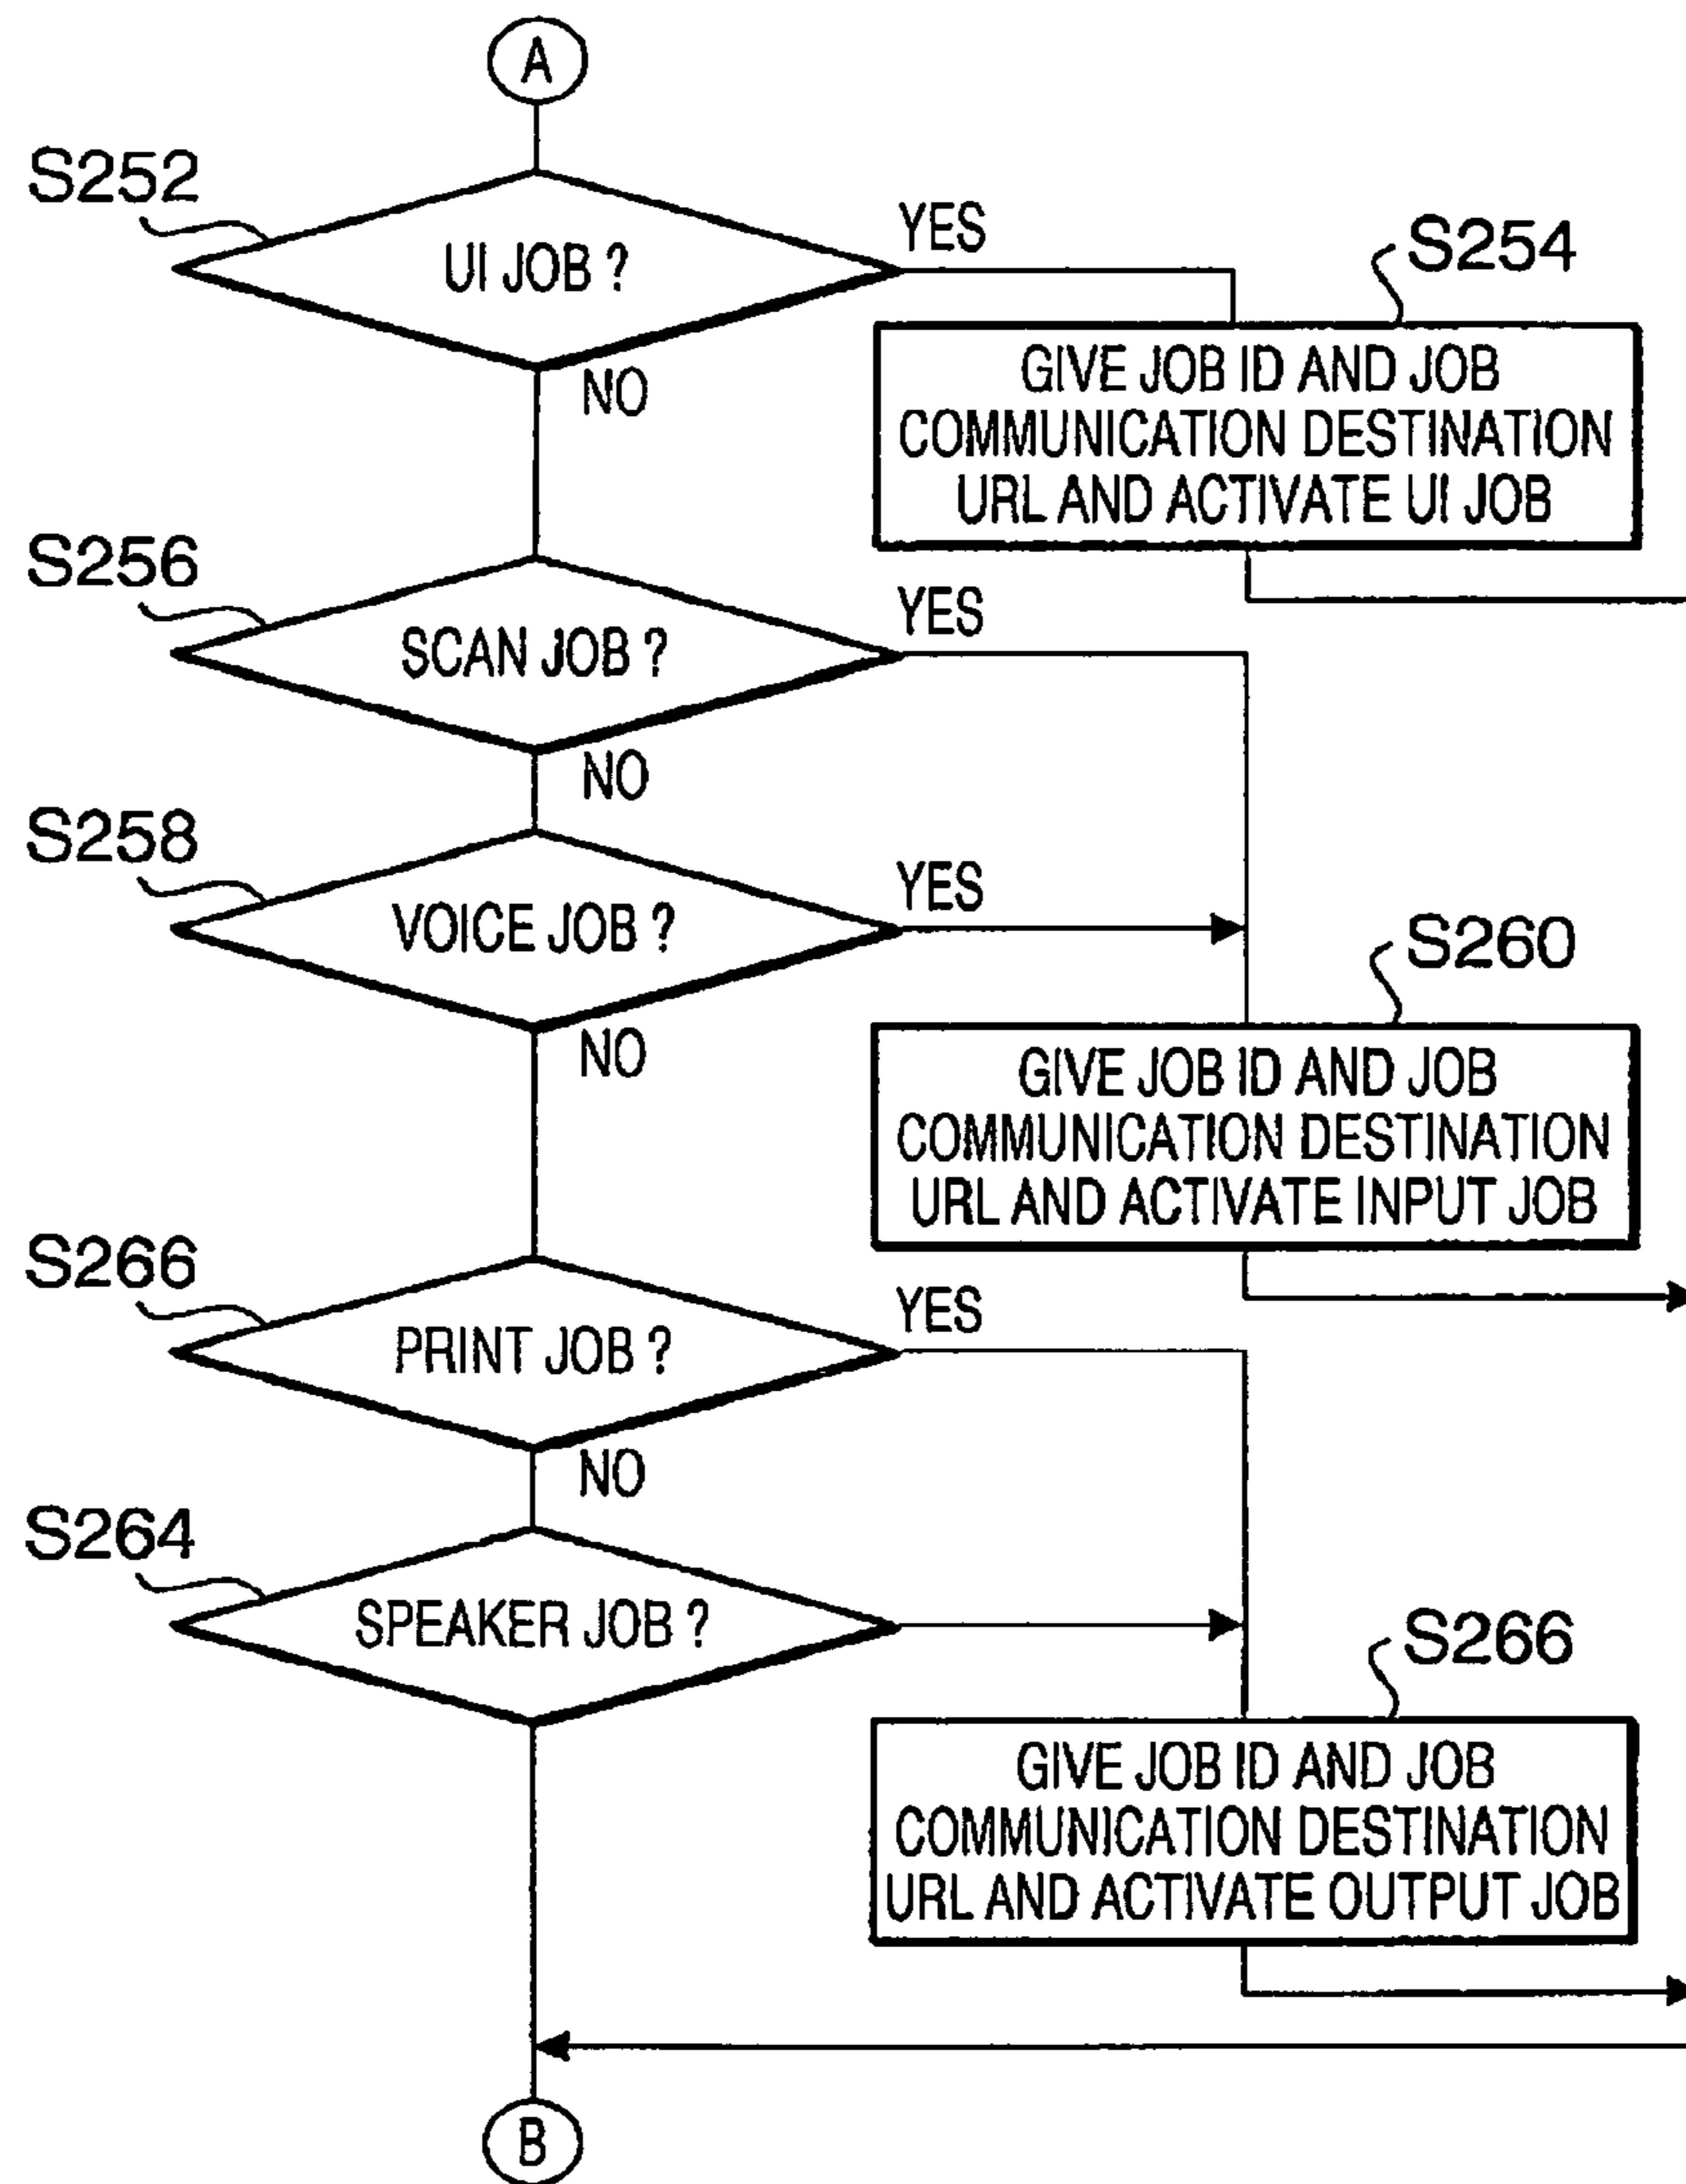 A
S252
UI JOB ?
YES
NO
S254
GIVE JOB ID AND JOB
COMMUNICATION DESTINATION
URL AND ACTIVATE UI JOB
S256
SCAN JOB ?
YES
NO
S258
VOICE JOB ?
YES
NO
S260
GIVE JOB ID AND JOB
COMMUNICATION DESTINATION
URL AND ACTIVATE INPUT JOB
S266
PRINT JOB ?
YES
NO
S264
SPEAKER JOB ?
S266
GIVE JOB ID AND JOB
COMMUNICATION DESTINATION
URL AND ACTIVATE OUTPUT JOB
B